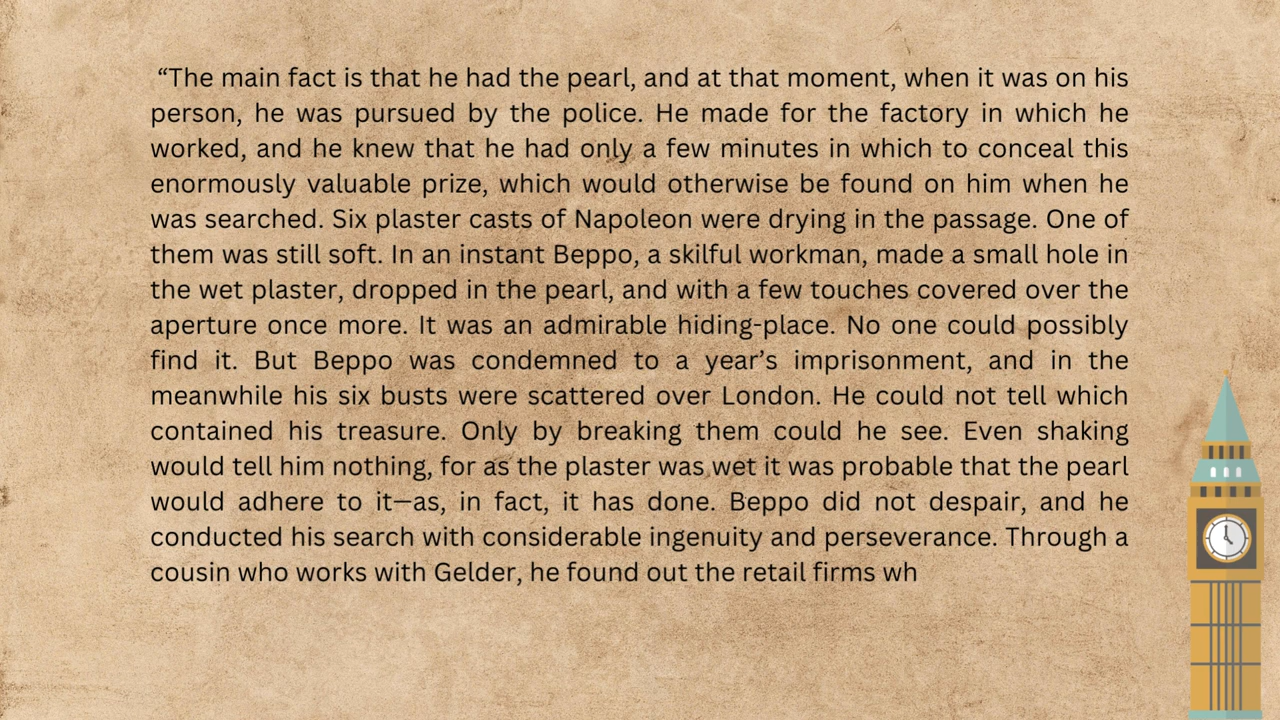 “The main fact is that he had the pearl, and at that moment, when it was on his
person, he was pursued by the police. He made for the factory in which he
worked, and he knew that he had only a few minutes in which to conceal this
enormously valuable prize, which would otherwise be found on him when he
was searched. Six plaster casts of Napoleon were drying in the passage. One of
them was still soft. In an instant Beppo, a skilful workman, made a small hole in
the wet plaster, dropped in the pearl, and with a few touches covered over the
aperture once more. It was an admirable hiding-place. No one could possibly
find it. But Beppo was condemned to a year’s imprisonment, and in the
meanwhile his six busts were scattered over London. He could not tell which
contained his treasure. Only by breaking them could he see. Even shaking
would tell him nothing, for as the plaster was wet it was probable that the pearl
would adhere to it—as, in fact, it has done. Beppo did not despair, and he
conducted his search with considerable ingenuity and perseverance. Through a
cousin who works with Gelder, he found out the retail firms wh